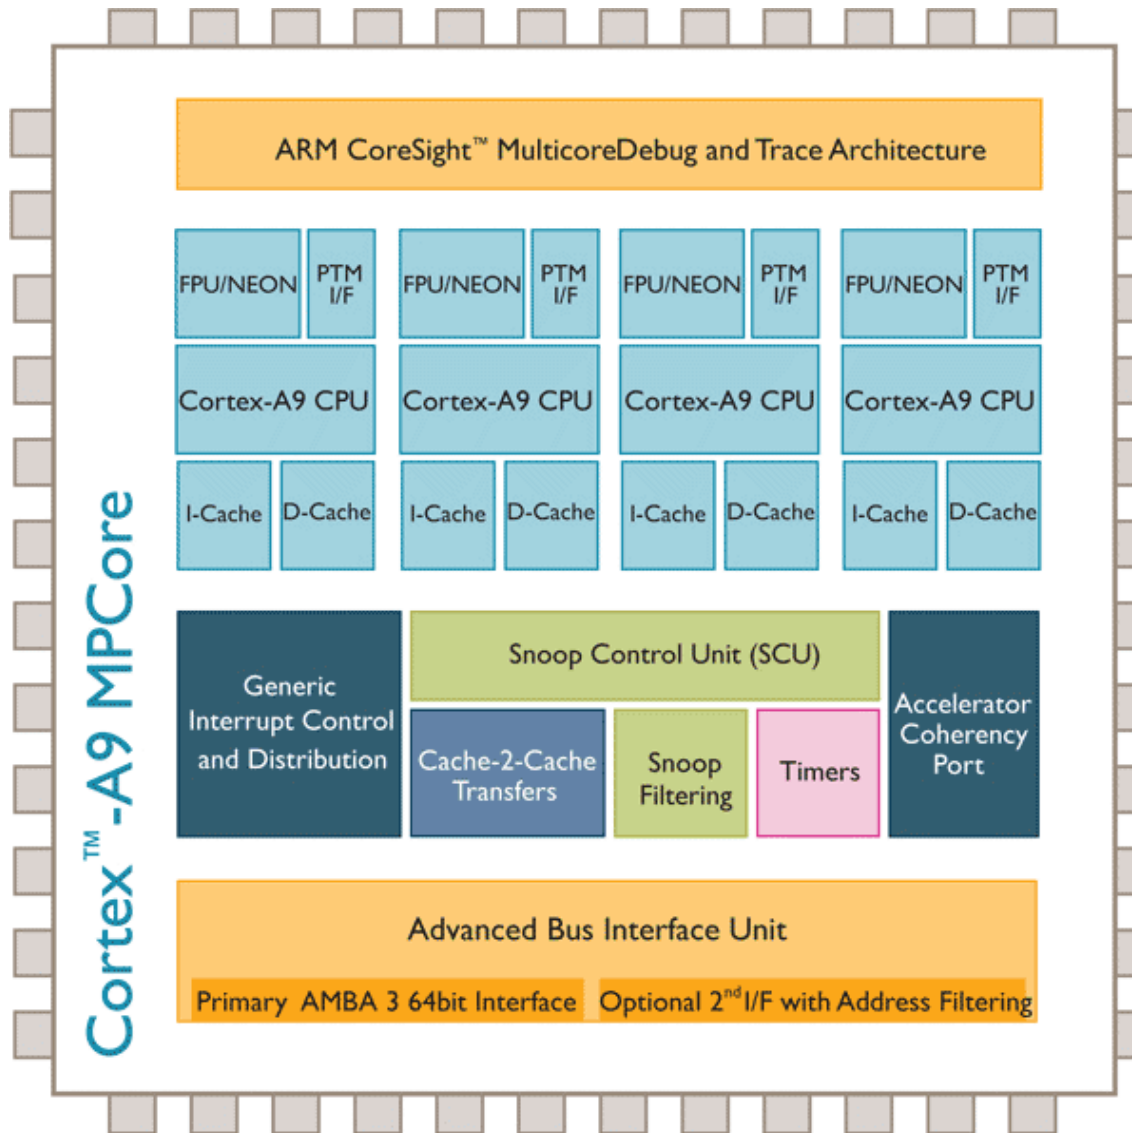 ARM CoreSight™ MulticoreDebug and Trace Architecture
FPU/NEON
PTM
I/F
FPU/NEON
PTM
I/F
FPU/NEON
PTM
I/F
FPU/NEON
PTM
I/F
Cortex-A9 CPU
Cortex-A9 CPU
Cortex-A9 CPU
Cortex-A9 CPU
I-Cache
D-Cache
I-Cache
D-Cache
I-Cache
D-Cache
I-Cache
D-Cache
Cortex™-A9 MPCore
Generic
Interrupt Control
and Distribution
Snoop Control Unit (SCU)
Cache-2-Cache
Transfers
Snoop
Filtering
Timers
Accelerator
Coherency
Port
Advanced Bus Interface Unit
Primary AMBA 3 64bit Interface
Optional 2nd I/F with Address Filtering